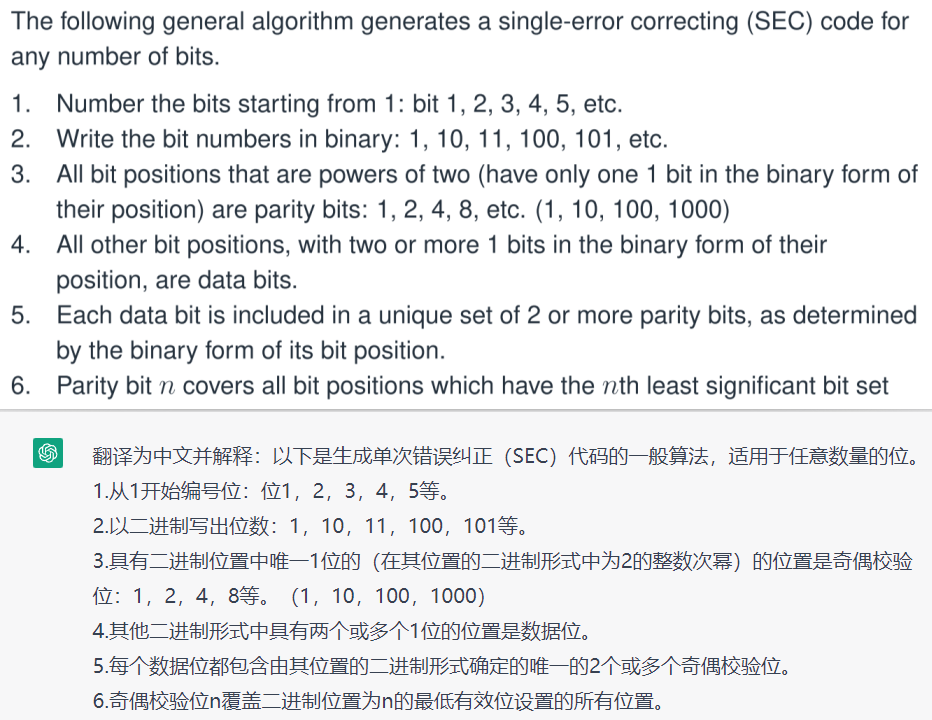 The following general algorithm generates a single-error correcting (SEC) code for
any number of bits.
1. Number the bits starting from 1: bit 1, 2, 3, 4, 5, etc.
2. Write the bit numbers in binary: 1, 10, 11, 100, 101, etc.
3. All bit positions that are powers of two (have only one 1 bit in the binary form of
their position) are parity bits: 1, 2, 4, 8, etc. (1, 10, 100, 1000)
4. All other bit positions, with two or more 1 bits in the binary form of their
position, are data bits.
5. Each data bit is included in a unique set of 2 or more parity bits, as determined
by the binary form of its bit position.
6. Parity bit n covers all bit positions which have the nth least significant bit set
翻译为中文并解释：以下是生成单次错误纠正（SEC）代码的一般算法，适用于任意数量的位。
1.从1开始编号位：位1，2，3，4，5等。
2.以二进制写出位数：1，10，11，100，101等。
3.具有二进制位置中唯一1位的（在其位置的二进制形式中为2的整数次幂）的位置是奇偶校验
位：1，2，4，8等。（1，10，100，1000）
4.其他二进制形式中具有两个或多个1位的位置是数据位。
5.每个数据位都包含由其位置的二进制形式确定的唯一的2个或多个奇偶校验位。
6.奇偶校验位n覆盖二进制位置为n的最低有效位设置的所有位置。